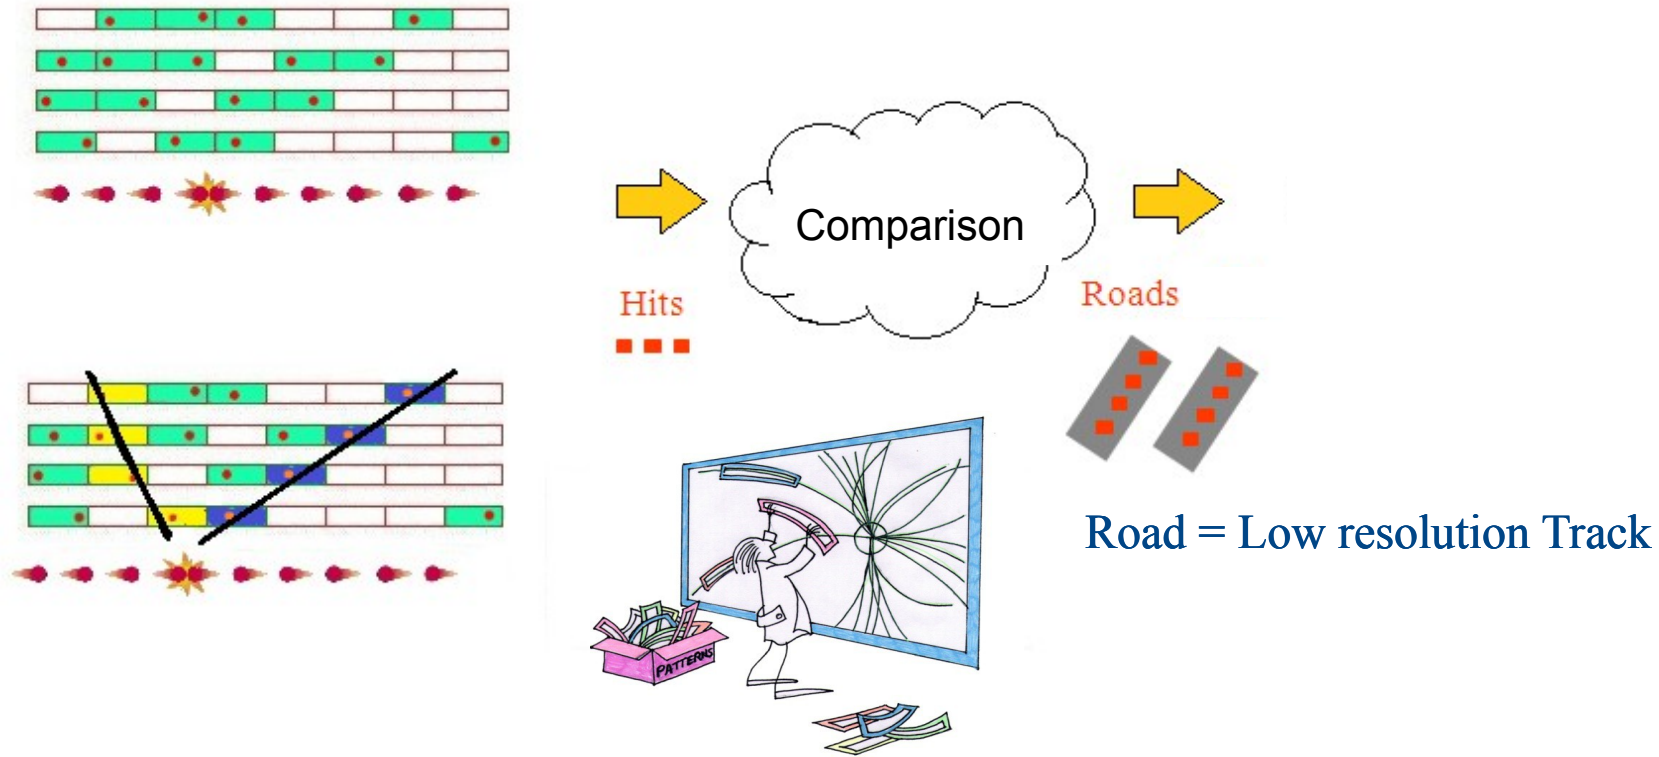 Comparison
Hits
Roads
Road = Low resolution Track
PATTERNS